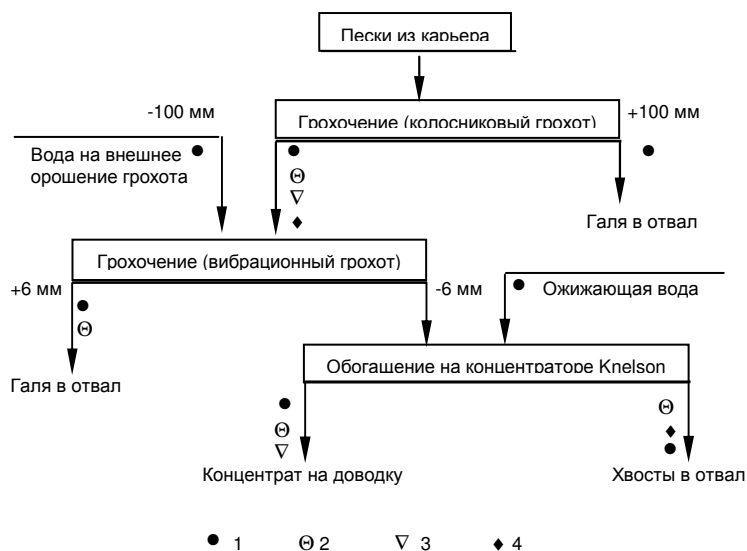 Пески из карьера
-100 мм
Грохочение (колосниковый грохот)
+100 мм
Вода на внешнее
орошение грохота
Галя в отвал
Грохочение (вибрационный грохот)
+6 мм
-6 мм
Ожижающая вода
Обогащение на концентраторе Knelson
Галя в отвал
Концентрат на доводку
Хвосты в отвал
● 1 Θ 2 ∇ 3 ♦ 4